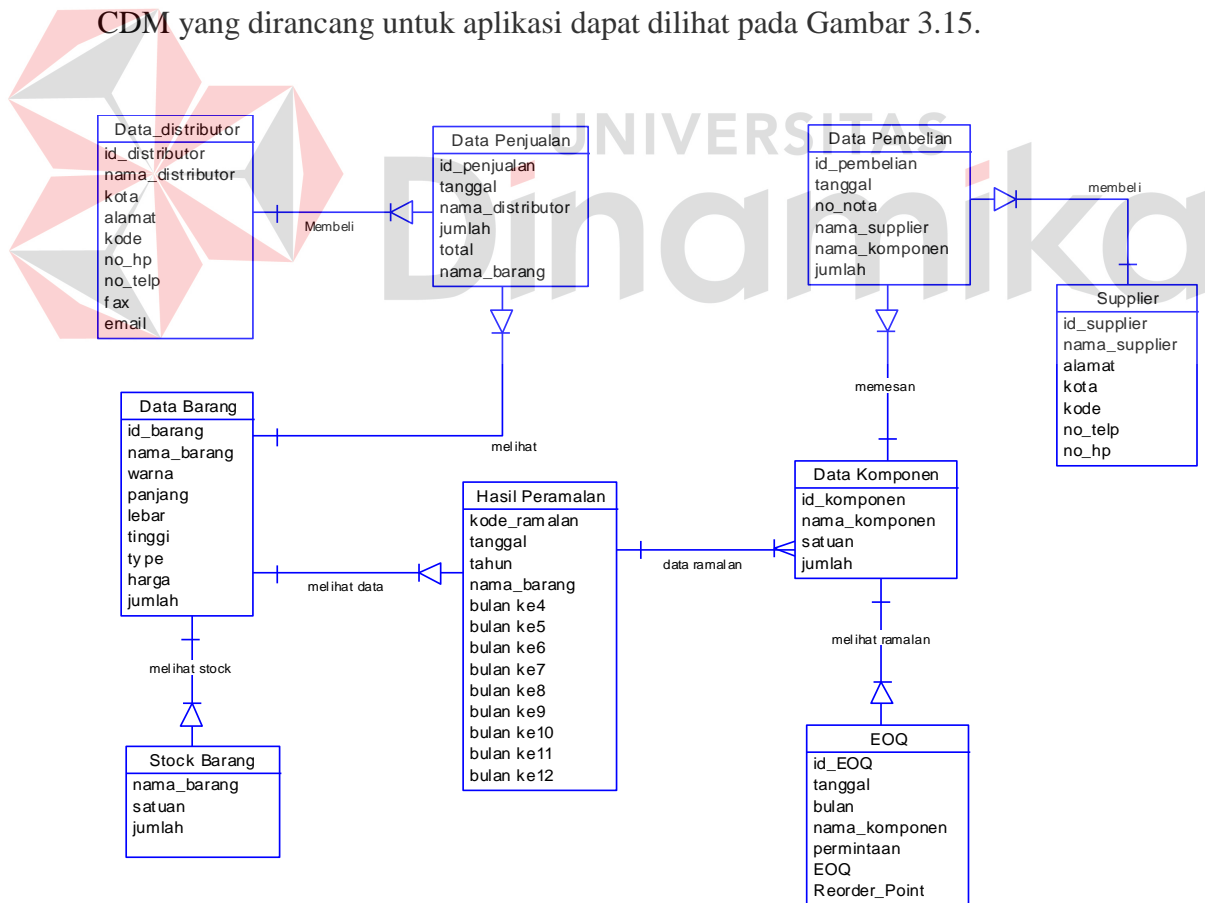 CDM yang dirancang untuk aplikasi dapat dilihat pada Gambar 3.15.
UNIVERSITAS
Dinamika
Data_distributor
id_distributor
nama_distributor
kota
alamat
kode
no_hp
no_telp
fax
email
Membeli
Data Penjualan
id_penjualan
tanggal
nama_distributor
jumlah
total
nama_barang
Data Pembelian
id_pembelian
tanggal
no_nota
nama_supplier
nama_komponen
jumlah
membeli
Supplier
id_supplier
nama_supplier
alamat
kota
kode
no_telp
no_hp
memesan
melihat
Data Barang
id_barang
nama_barang
warna
panjang
lebar
tinggi
type
harga
jumlah
melihat data
Hasil Peramalan
kode_ramalan
tanggal
tahun
nama_barang
bulan ke4
bulan ke5
bulan ke6
bulan ke7
bulan ke8
bulan ke9
bulan ke10
bulan ke11
bulan ke12
data ramalan
Data Komponen
id_komponen
nama_komponen
satuan
jumlah
melihat ramalan
melihat stock
Stock Barang
nama_barang
satuan
jumlah
EOQ
id_EOQ
tanggal
bulan
nama_komponen
permintaan
EOQ
Reorder_Point